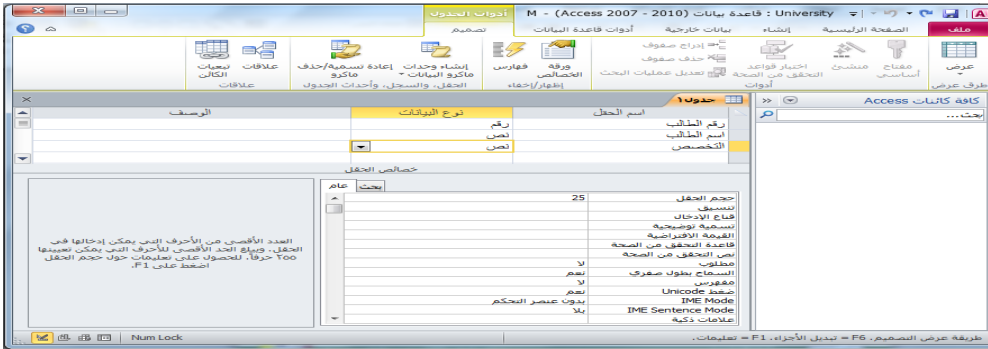 أدوات الجدول
University : قاعدة بيانات (Access 2007 - 2010) - M
ملف
الصفحة الرئيسية
إنشاء
بيانات خارجية
أدوات قاعدة البيانات
تصميم
عرض
مفتاح أساسي
منشئ
اختبار قواعد التحقق من الصحة
إدراج صفوف
حذف صفوف
تعديل عمليات البحث
ورقة الخصائص
فهارس
إنشاء وحدات ماكرو البيانات
إعادة تسمية/حذف ماكرو
علاقات
تبعيات الكائن
طرق عرض
أدوات
إظهار/إخفاء
الحقل، والسجل، وأحداث الجدول
علاقات
كافة كائنات Access
بحث...
جدول١
اسم الحقل
نوع البيانات
الوصف
رقم الطالب
رقم
اسم الطالب
نص
التخصص
نص
خصائص الحقل
عام
بحث
حجم الحقل
25
تنسيق
قناع الإدخال
تسمية توضيحية
القيمة الافتراضية
قاعدة التحقق من الصحة
نص التحقق من الصحة
مطلوب
لا
السماح بطول صفري
نعم
مفهرس
لا
ضغط Unicode
نعم
IME Mode
بدون عنصر التحكم
IME Sentence Mode
بلا
علامات ذكية
العدد الأقصى من الأحرف التي يمكن إدخالها في
الحقل. ويبلغ الحد الأقصى للأحرف التي يمكن تعيينها
٢٥٥ حرفاً. للحصول على تعليمات حول حجم الحقل
اضغط على F1.
طريقة عرض التصميم. F6 = تبديل الأجزاء. F1 = تعليمات.
Num Lock